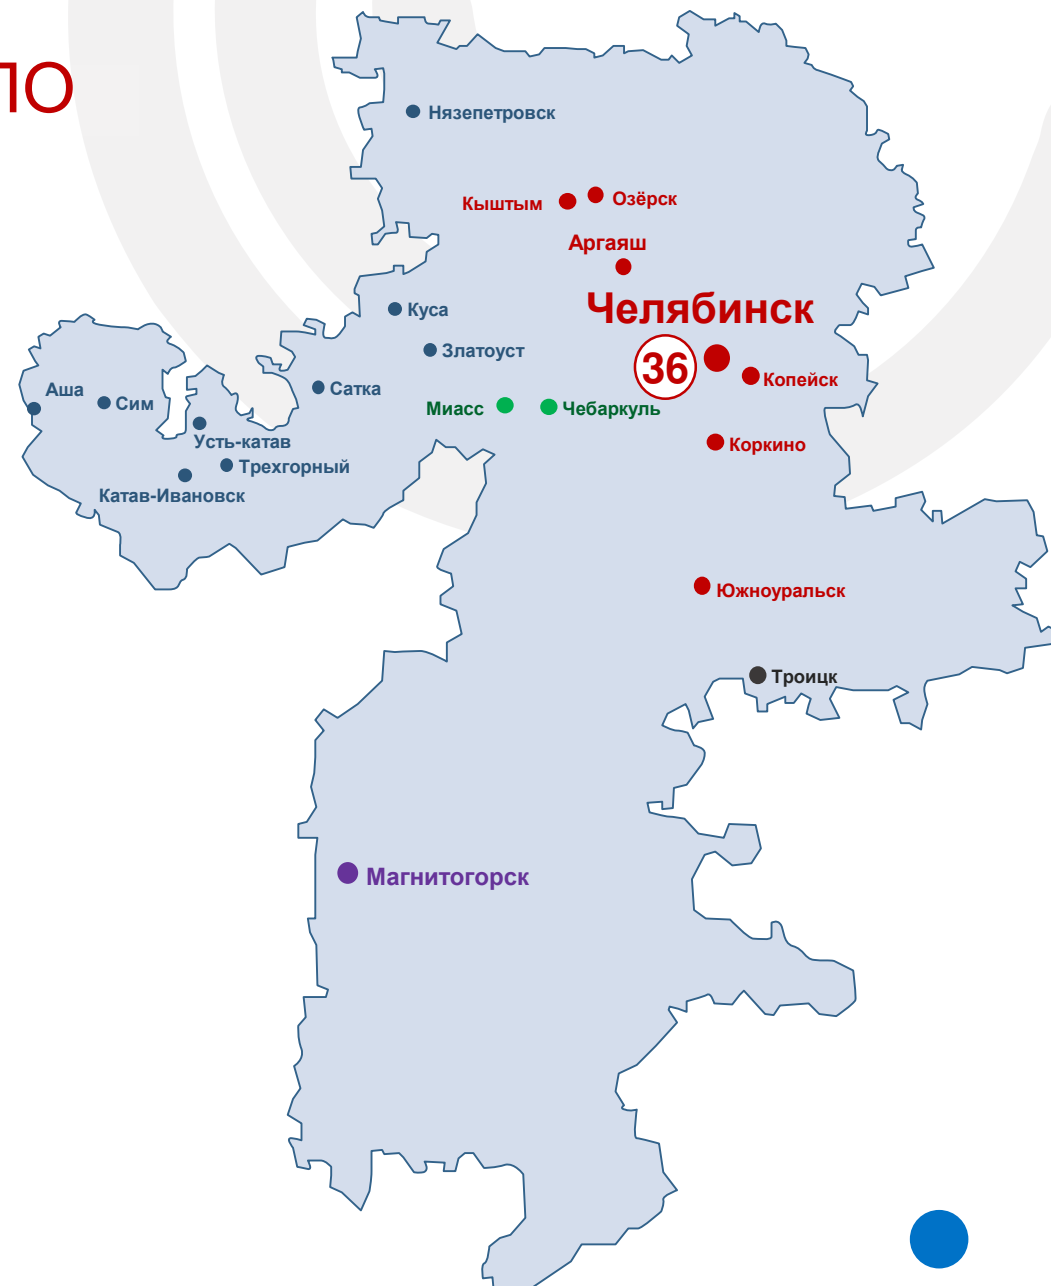 ПО
Нязепетровск
Кыштым
Озёрск
Аргаяш
Челябинск
36
Куса
Златоуст
Копейск
Аша
Сим
Сатка
Миасс
Чебаркуль
Усть-катав
Коркино
Трехгорный
Катав-Ивановск
Южноуральск
Троицк
Магнитогорск